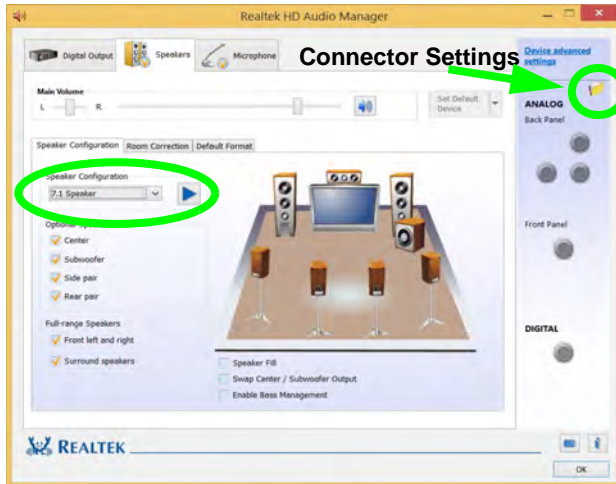 Realtek HD Audio Manager
Digital Output
Speakers
Microphone
Connector Settings
Device advanced settings
Main Volume
L
R
Set Default Device
ANALOG
Back Panel
Speaker Configuration
Room Correction
Default Format
Speaker Configuration
7.1 Speaker
Center
Subwoofer
Side pair
Rear pair
Front Panel
Full-range Speakers
Front left and right
Surround speakers
DIGITAL
Speaker Fill
Swap Center / Subwoofer Output
Enable Bass Management
REALTEK
OK